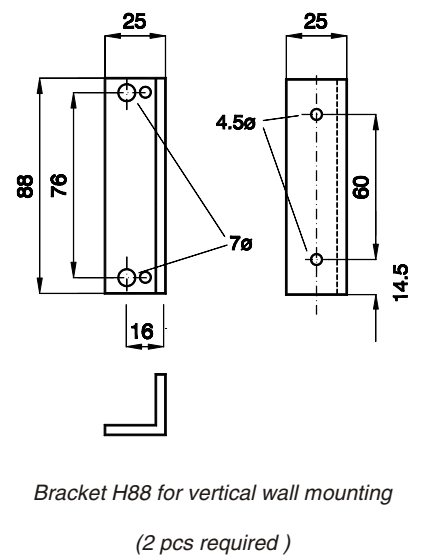 25
25
4.5ø
88
76
60
7ø
14.5
16
Bracket H88 for vertical wall mounting
(2 pcs required )